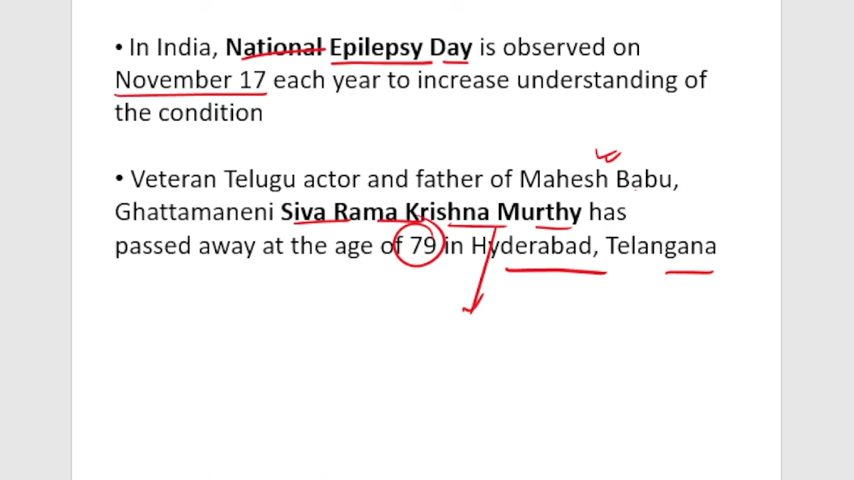 • In India, National Epilepsy Day is observed on
November 17 each year to increase understanding of
the condition
• Veteran Telugu actor and father of Mahesh Babu,
Ghattamaneni Siva Rama Krishna Murthy has
passed away at the age of 79 in Hyderabad, Telangana